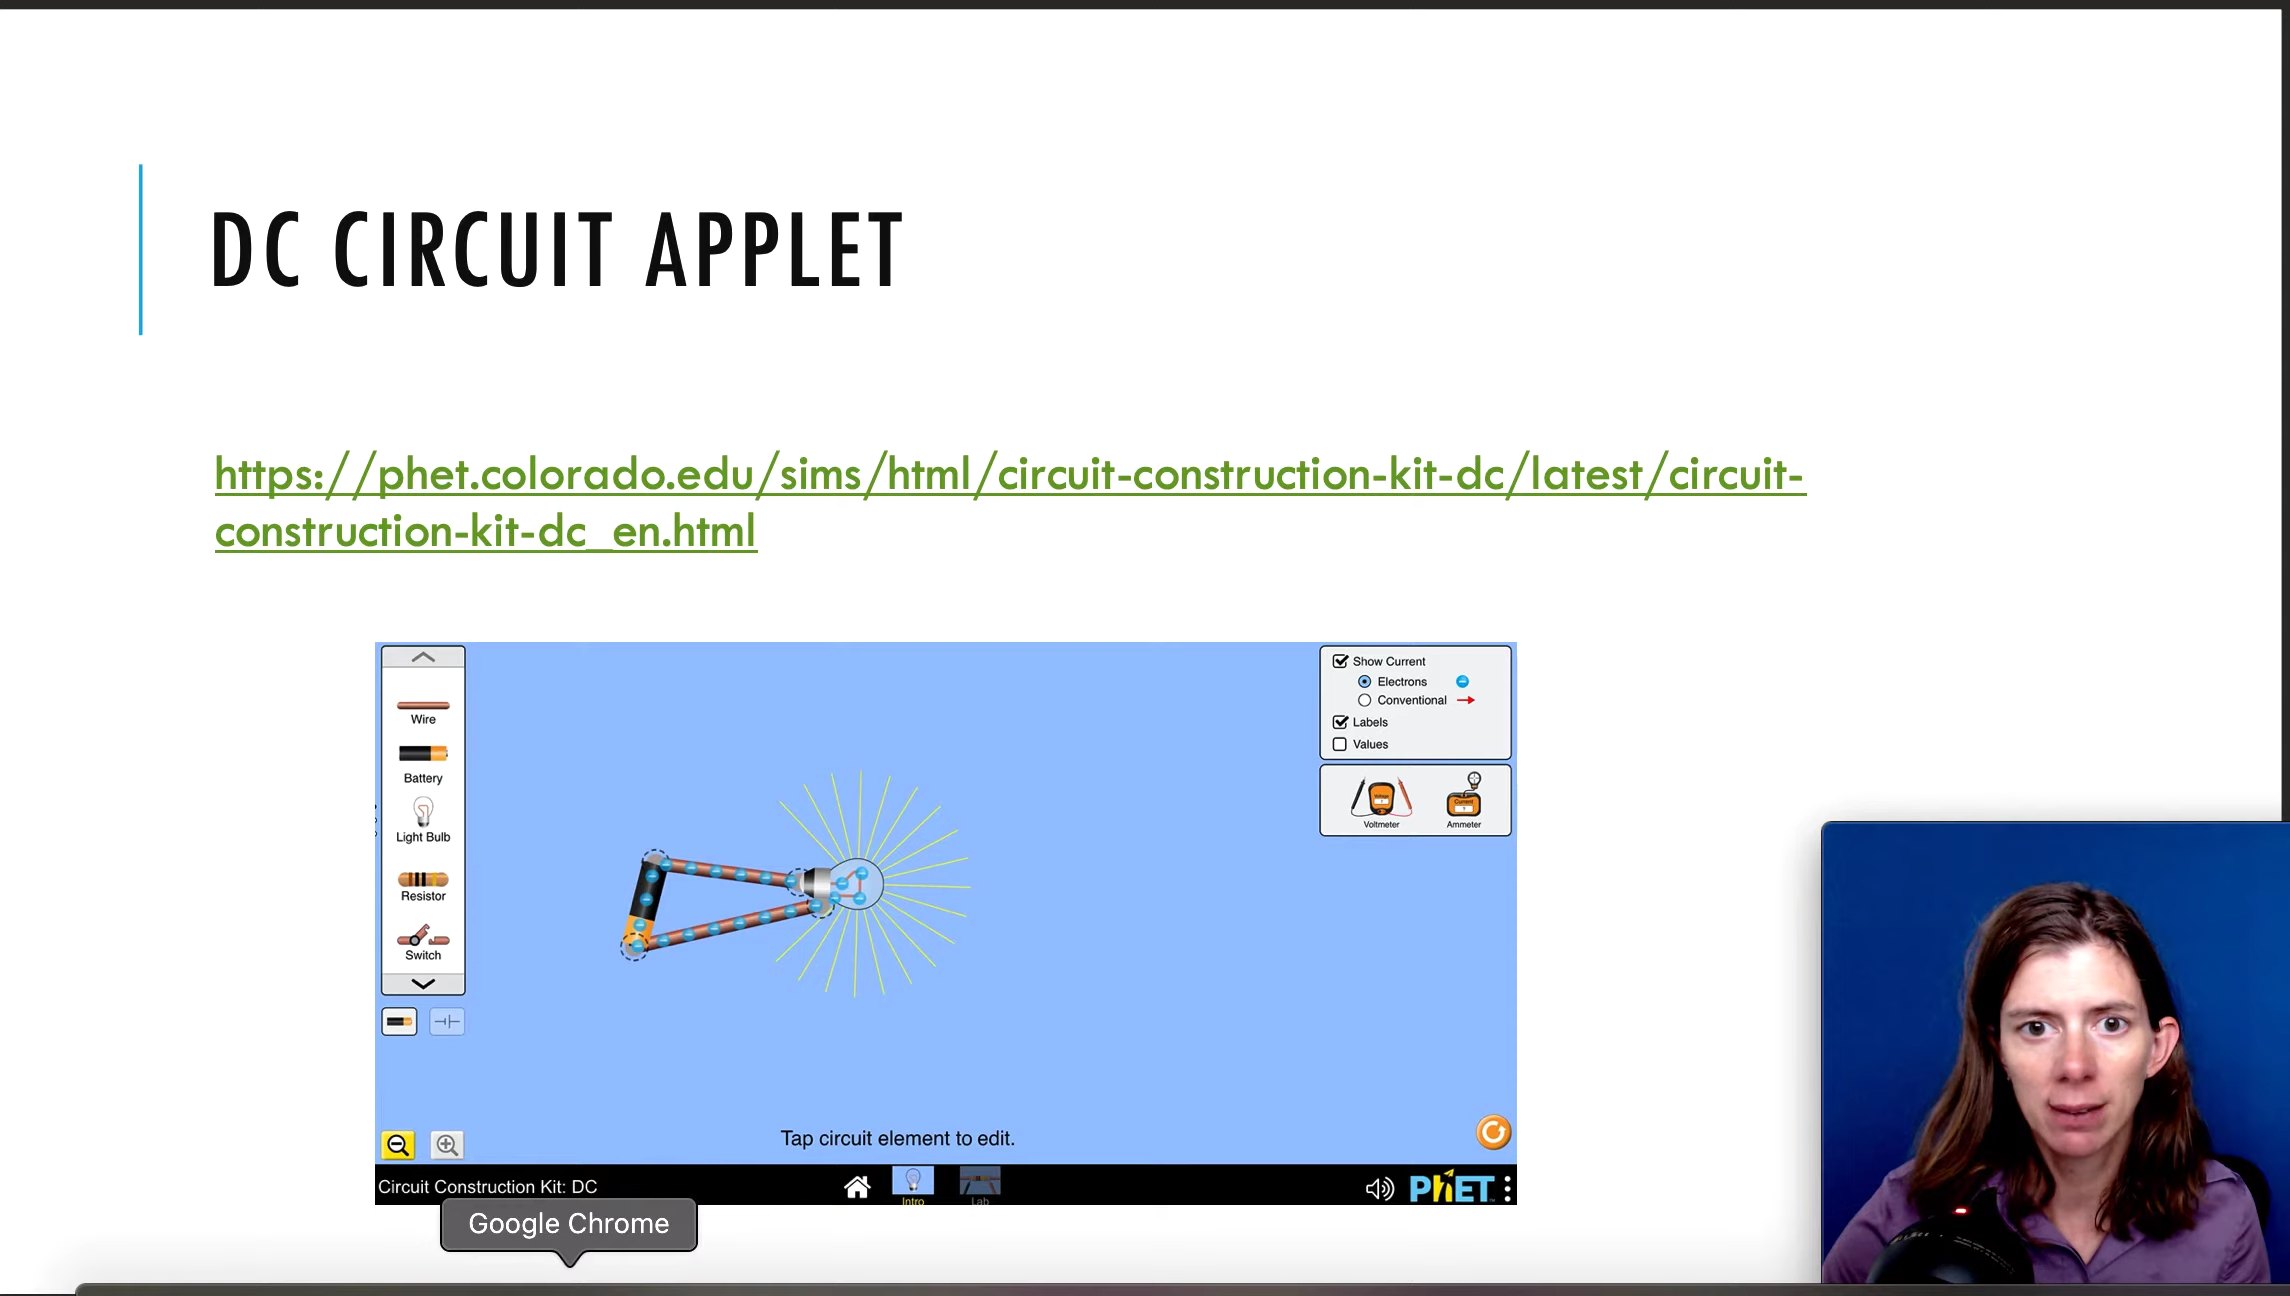 DC CIRCUIT APPLET
https://phet.colorado.edu/sims/html/circuit-construction-kit-dc/latest/circuit-
construction-kit-dc_en.html
Wire
Battery
Light Bulb
Resistor
Switch
Show Current
Electrons
Conventional
Labels
Values
Voltage
Current
Voltmeter
Ammeter
Tap circuit element to edit.
Circuit Construction Kit: DC
Intro
Lab
PhET
Google Chrome